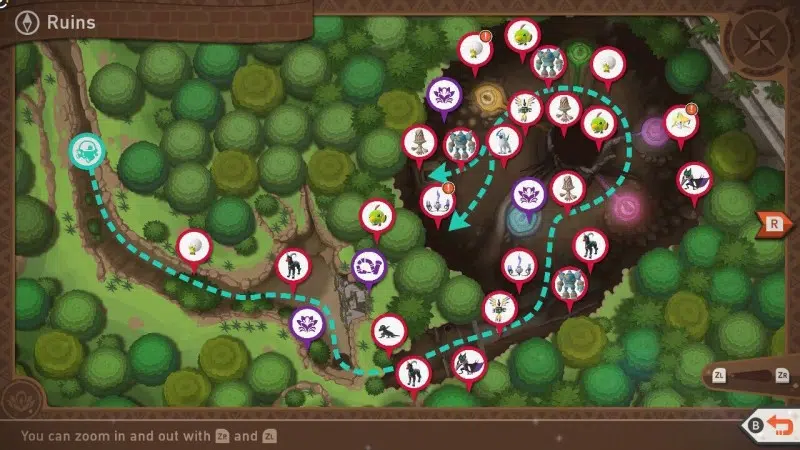 Ruins
R
ZL ZR
You can zoom in and out with ZR and ZL
B